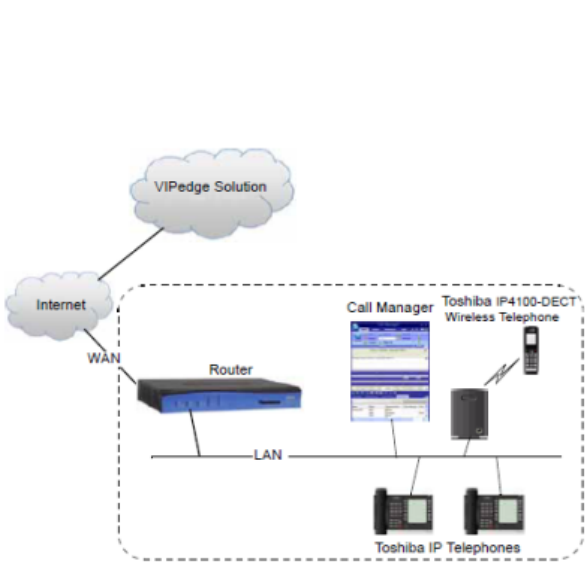 VIPedge Solution
Internet
WAN
Router
Call Manager
Toshiba IP4100-DECT
Wireless Telephone
LAN
Toshiba IP Telephones